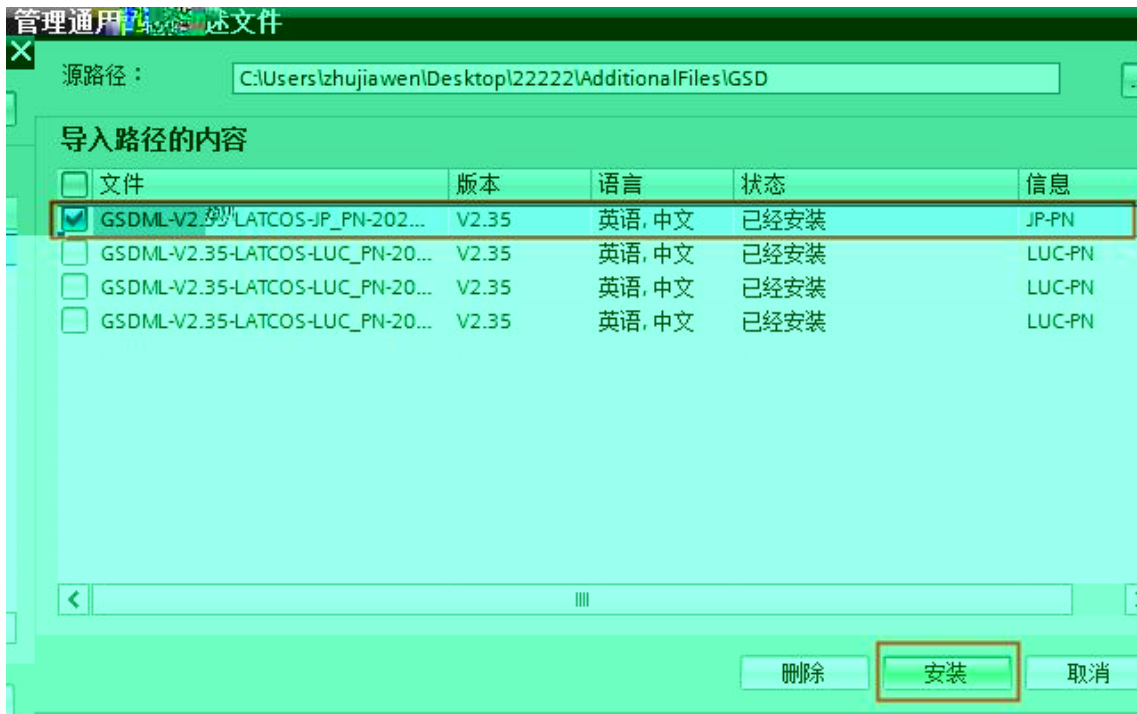 管理通用 述文件
源路径： C:\Users\zhujiawen\Desktop\22222\AdditionalFiles\GSD
导入路径的内容
文件 版本 语言 状态 信息
GSDML-V2. LATCOS-JP_PN-202... V2.35 英语, 中文 已经安装 JP-PN
GSDML-V2.35-LATCOS-LUC_PN-20... V2.35 英语, 中文 已经安装 LUC-PN
GSDML-V2.35-LATCOS-LUC_PN-20... V2.35 英语, 中文 已经安装 LUC-PN
GSDML-V2.35-LATCOS-LUC_PN-20... V2.35 英语, 中文 已经安装 LUC-PN
删除 安装 取消